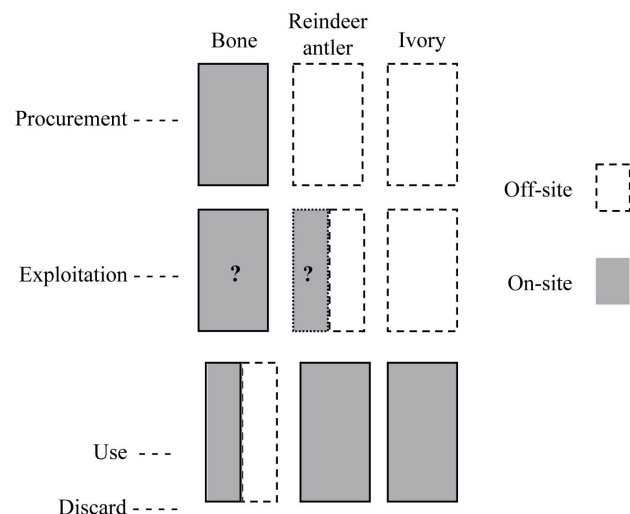 Bone
Reindeer
antler
Ivory
Procurement
Off-site
Exploitation
?
?
On-site
Use
Discard